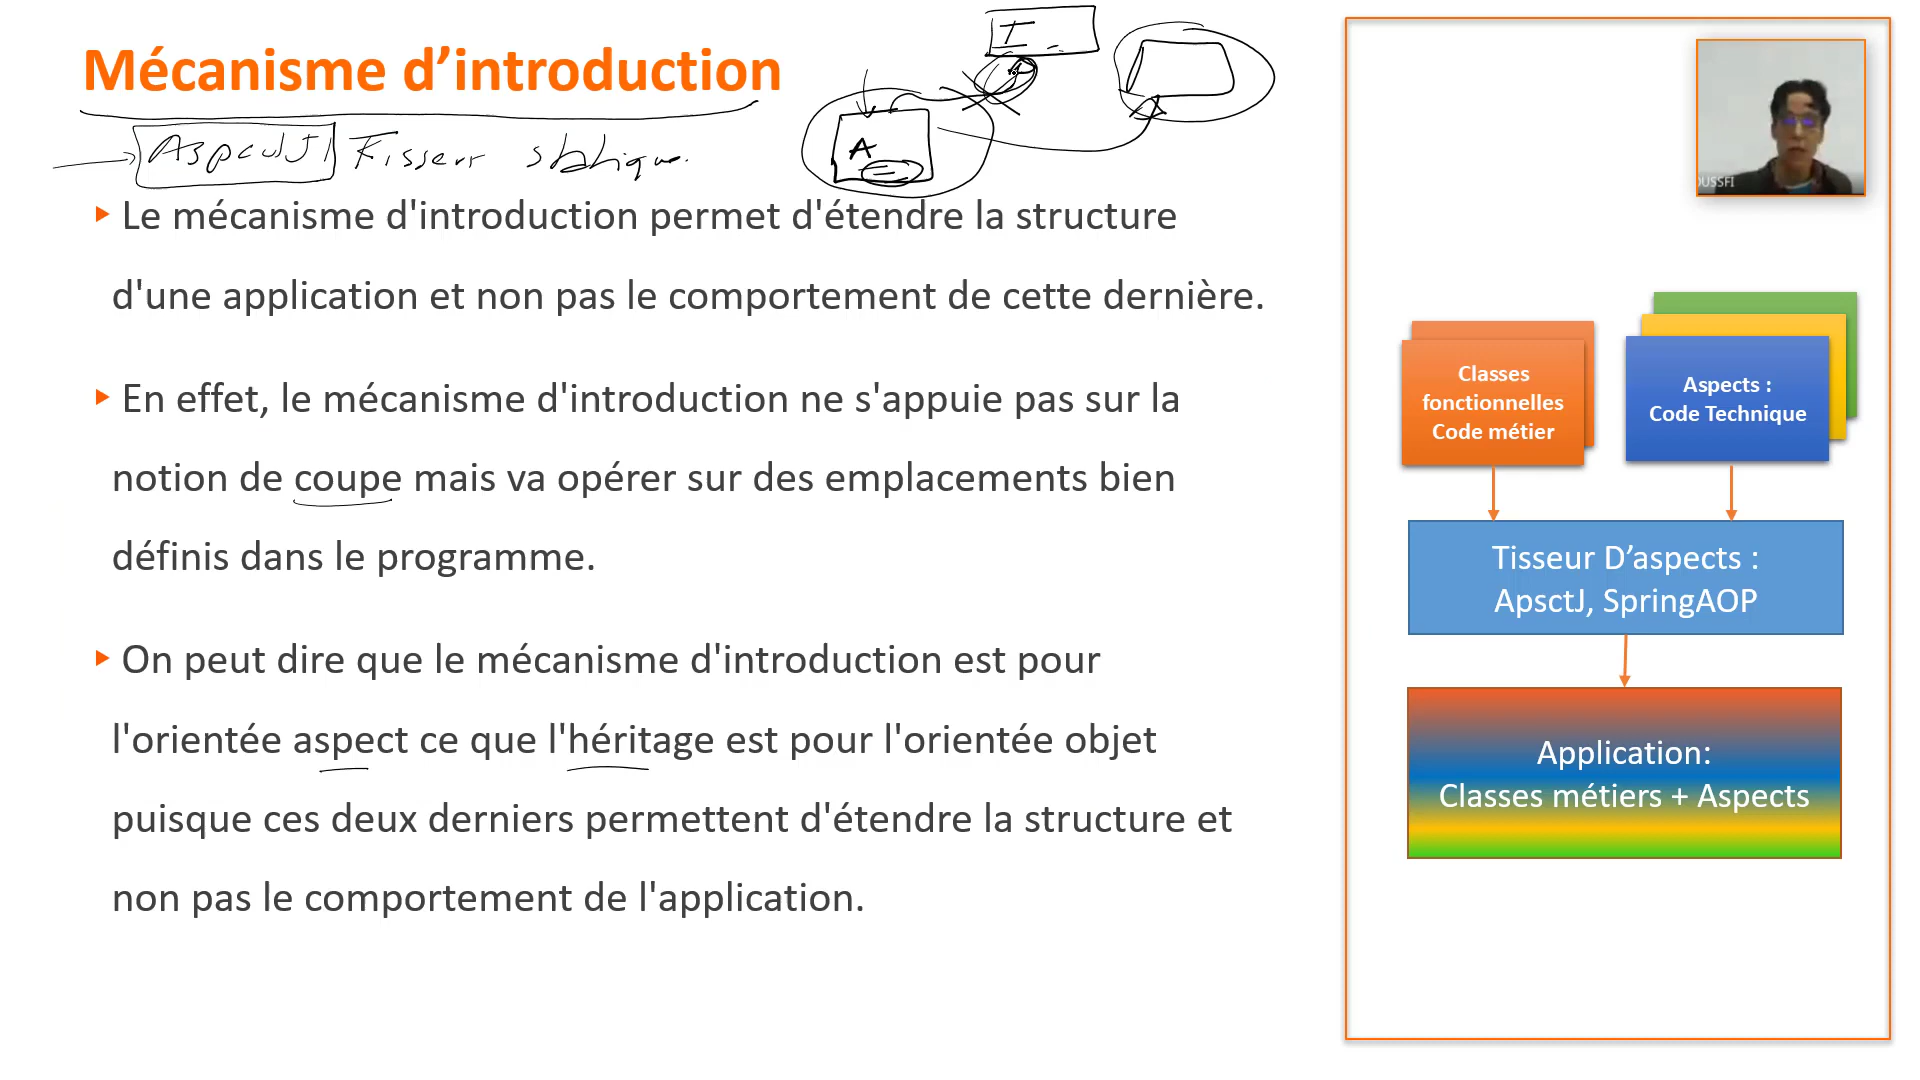 Mécanisme d’introduction
I
A
AspectJ Tisseur statique.
Le mécanisme d'introduction permet d'étendre la structure
d'une application et non pas le comportement de cette dernière.
En effet, le mécanisme d'introduction ne s'appuie pas sur la
notion de coupe mais va opérer sur des emplacements bien
définis dans le programme.
On peut dire que le mécanisme d'introduction est pour
l'orientée aspect ce que l'héritage est pour l'orientée objet
puisque ces deux derniers permettent d'étendre la structure et
non pas le comportement de l'application.
OUSSFI
Classes
fonctionnelles
Code métier
Aspects :
Code Technique
Tisseur D’aspects :
ApsctJ, SpringAOP
Application:
Classes métiers + Aspects